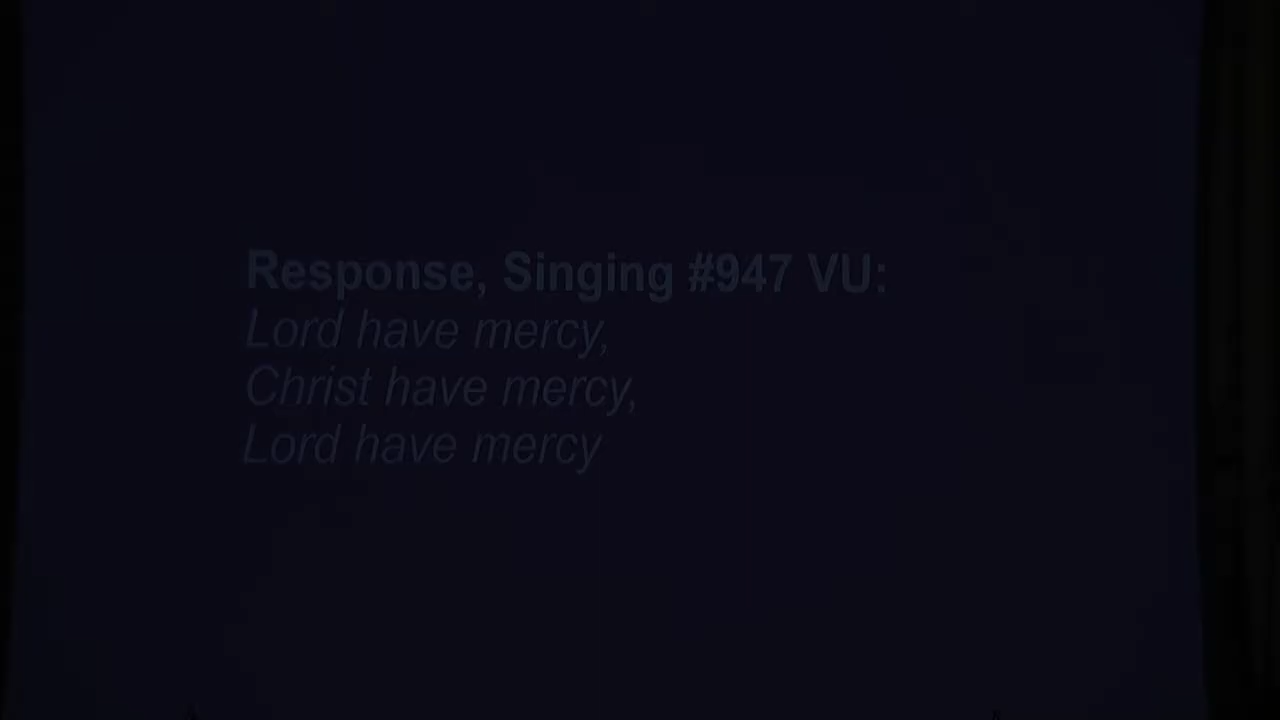 Response, Singing #947 VU:
Lord have mercy,
Christ have mercy,
Lord have mercy